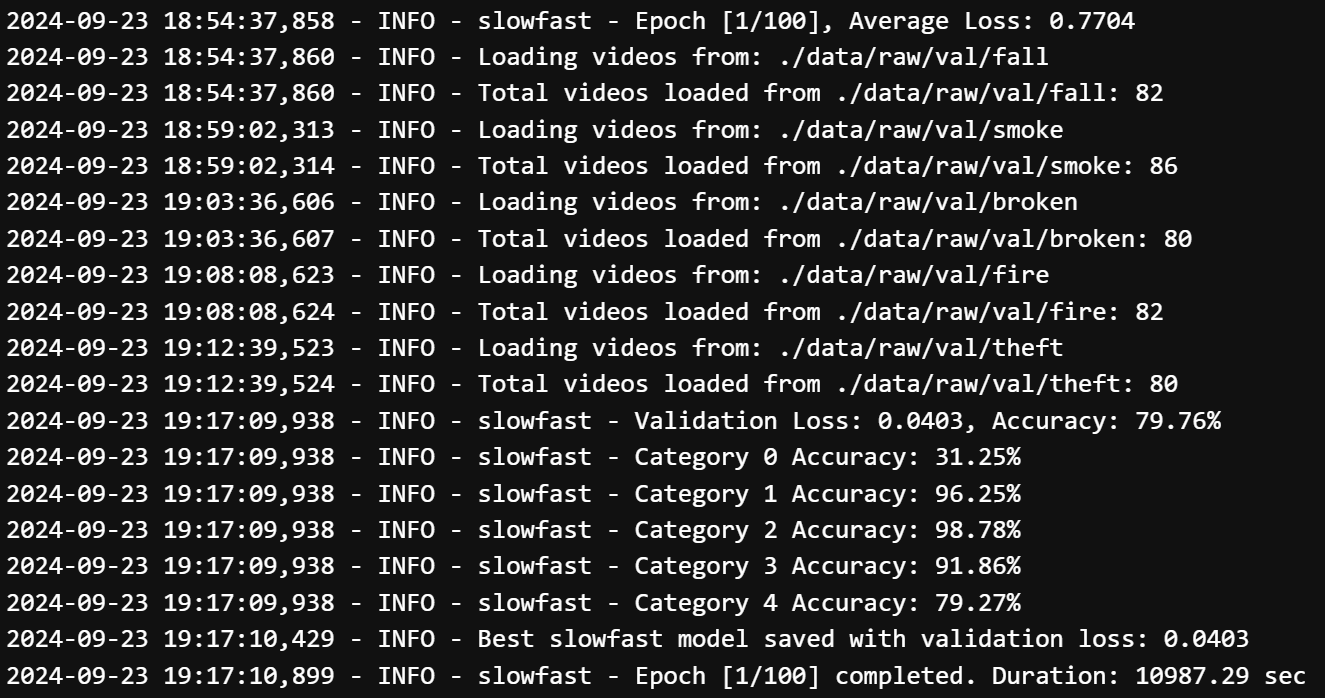 2024-09-23 18:54:37,858 - INFO - slowfast - Epoch [1/100], Average Loss: 0.7704
2024-09-23 18:54:37,860 - INFO - Loading videos from: ./data/raw/val/fall
2024-09-23 18:54:37,860 - INFO - Total videos loaded from ./data/raw/val/fall: 82
2024-09-23 18:59:02,313 - INFO - Loading videos from: ./data/raw/val/smoke
2024-09-23 18:59:02,314 - INFO - Total videos loaded from ./data/raw/val/smoke: 86
2024-09-23 19:03:36,606 - INFO - Loading videos from: ./data/raw/val/broken
2024-09-23 19:03:36,607 - INFO - Total videos loaded from ./data/raw/val/broken: 80
2024-09-23 19:08:08,623 - INFO - Loading videos from: ./data/raw/val/fire
2024-09-23 19:08:08,624 - INFO - Total videos loaded from ./data/raw/val/fire: 82
2024-09-23 19:12:39,523 - INFO - Loading videos from: ./data/raw/val/theft
2024-09-23 19:12:39,524 - INFO - Total videos loaded from ./data/raw/val/theft: 80
2024-09-23 19:17:09,938 - INFO - slowfast - Validation Loss: 0.0403, Accuracy: 79.76%
2024-09-23 19:17:09,938 - INFO - slowfast - Category 0 Accuracy: 31.25%
2024-09-23 19:17:09,938 - INFO - slowfast - Category 1 Accuracy: 96.25%
2024-09-23 19:17:09,938 - INFO - slowfast - Category 2 Accuracy: 98.78%
2024-09-23 19:17:09,938 - INFO - slowfast - Category 3 Accuracy: 91.86%
2024-09-23 19:17:09,938 - INFO - slowfast - Category 4 Accuracy: 79.27%
2024-09-23 19:17:10,429 - INFO - Best slowfast model saved with validation loss: 0.0403
2024-09-23 19:17:10,899 - INFO - slowfast - Epoch [1/100] completed. Duration: 10987.29 sec